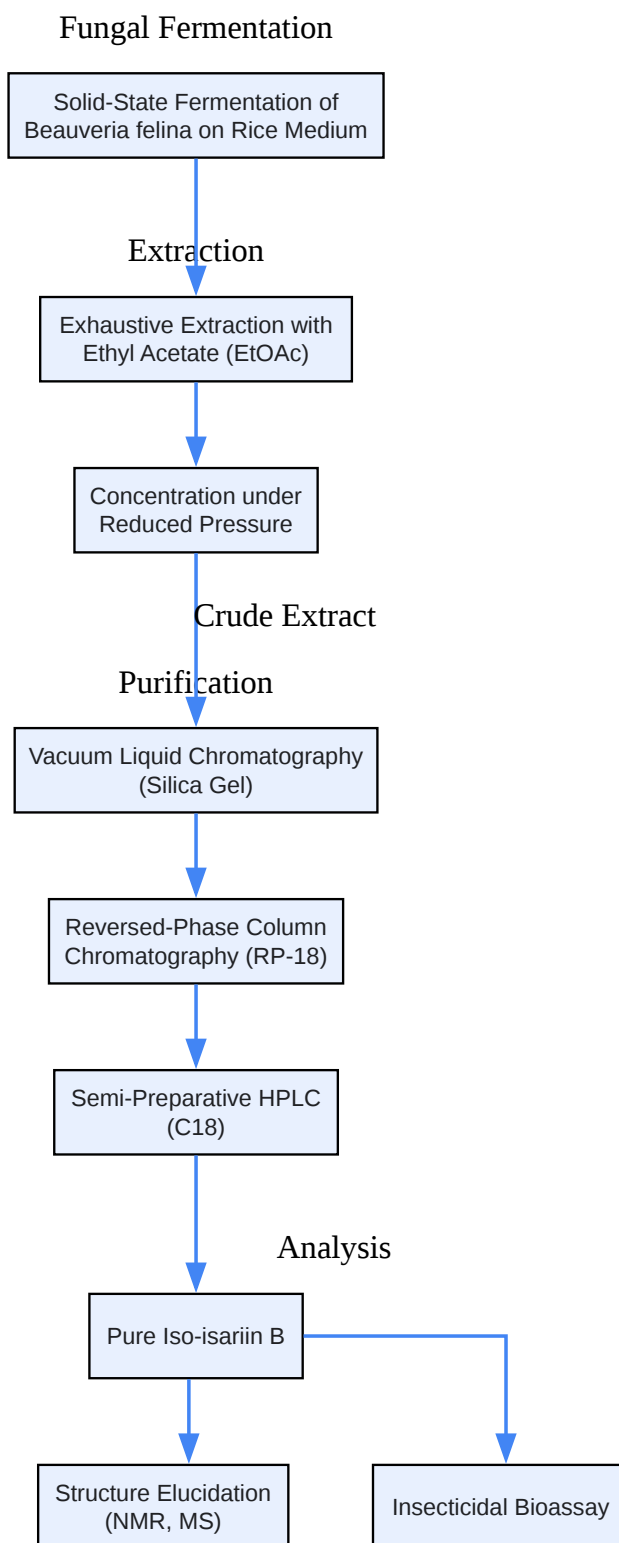 Fungal Fermentation
Solid-State Fermentation of
Beauveria felina on Rice Medium
Extraction
Exhaustive Extraction with
Ethyl Acetate (EtOAc)
Concentration under
Reduced Pressure
Crude Extract
Purification
Vacuum Liquid Chromatography
(Silica Gel)
Reversed-Phase Column
Chromatography (RP-18)
Semi-Preparative HPLC
(C18)
Analysis
Pure Iso-isariin B
Structure Elucidation
(NMR, MS)
Insecticidal Bioassay